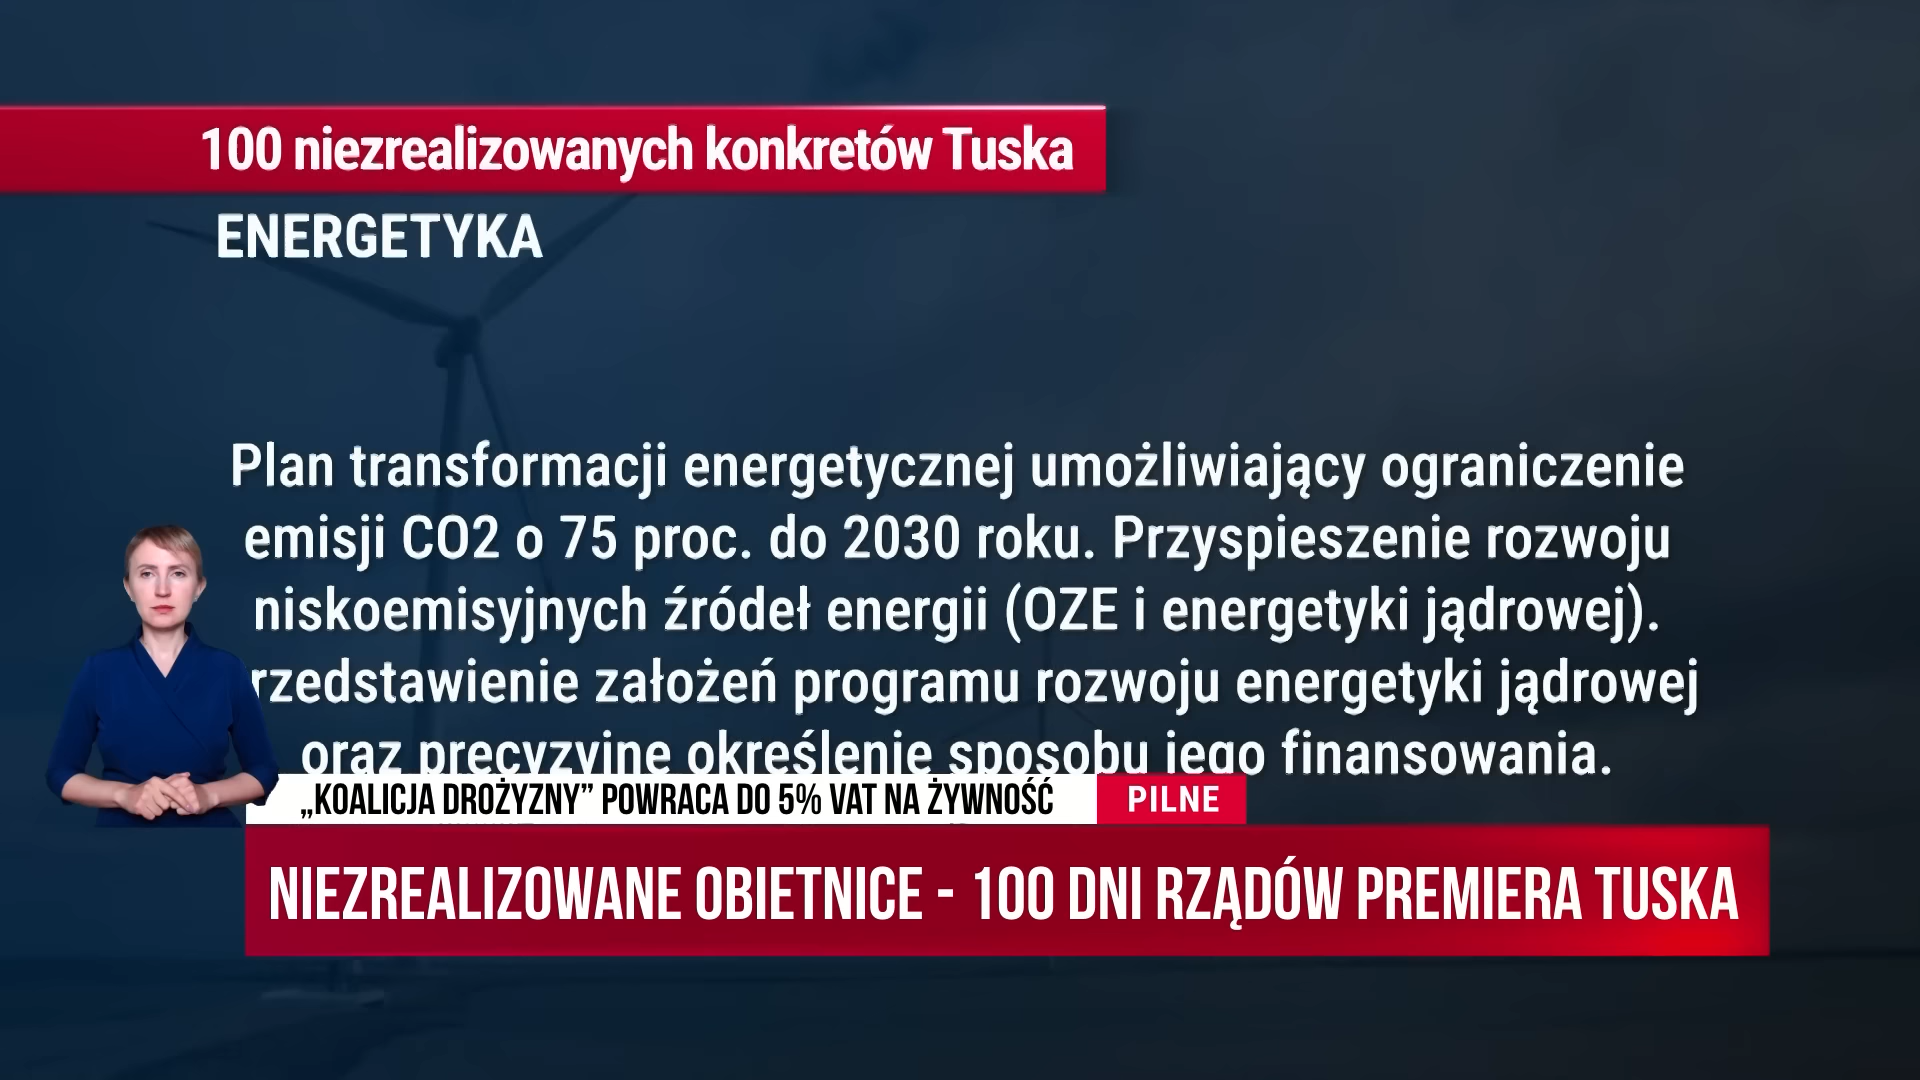 100 niezrealizowanych konkretów Tuska
ENERGETYKA
Plan transformacji energetycznej umożliwiający ograniczenie
emisji CO2 o 75 proc. do 2030 roku. Przyspieszenie rozwoju
niskoemisyjnych źródeł energii (OZE i energetyki jądrowej).
rzedstawienie założeń programu rozwoju energetyki jądrowej
oraz precyzyjne określenie sposobu jego finansowania.
„KOALICJA DROŻYZNY” POWRACA DO 5% VAT NA ŻYWNOŚĆ PILNE
NIEZREALIZOWANE OBIETNICE - 100 DNI RZĄDÓW PREMIERA TUSKA